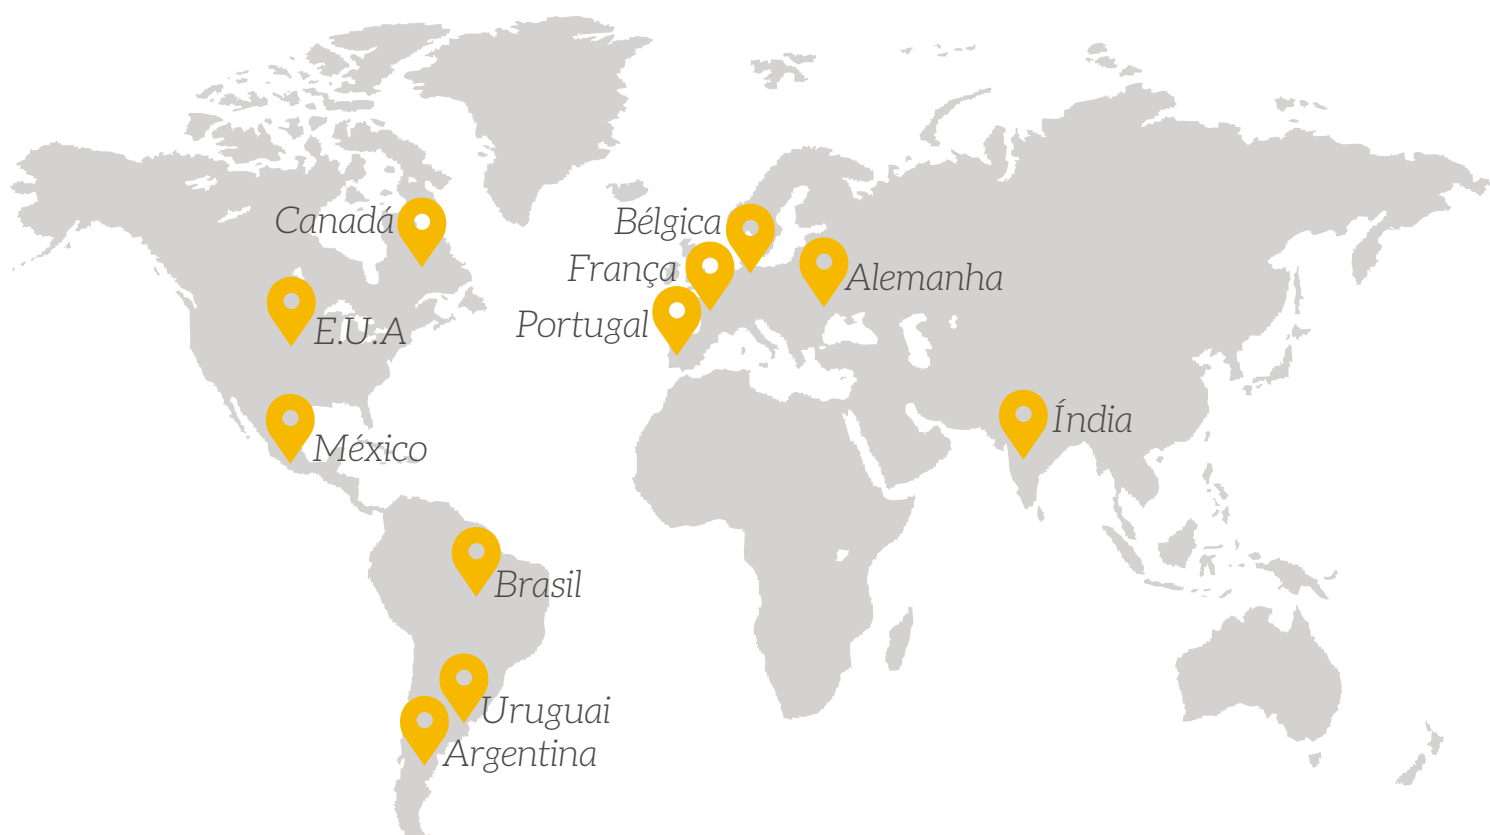 Canadá
Bélgica
França
Alemanha
Portugal
E.U.A
Índia
México
Brasil
Uruguai
Argentina